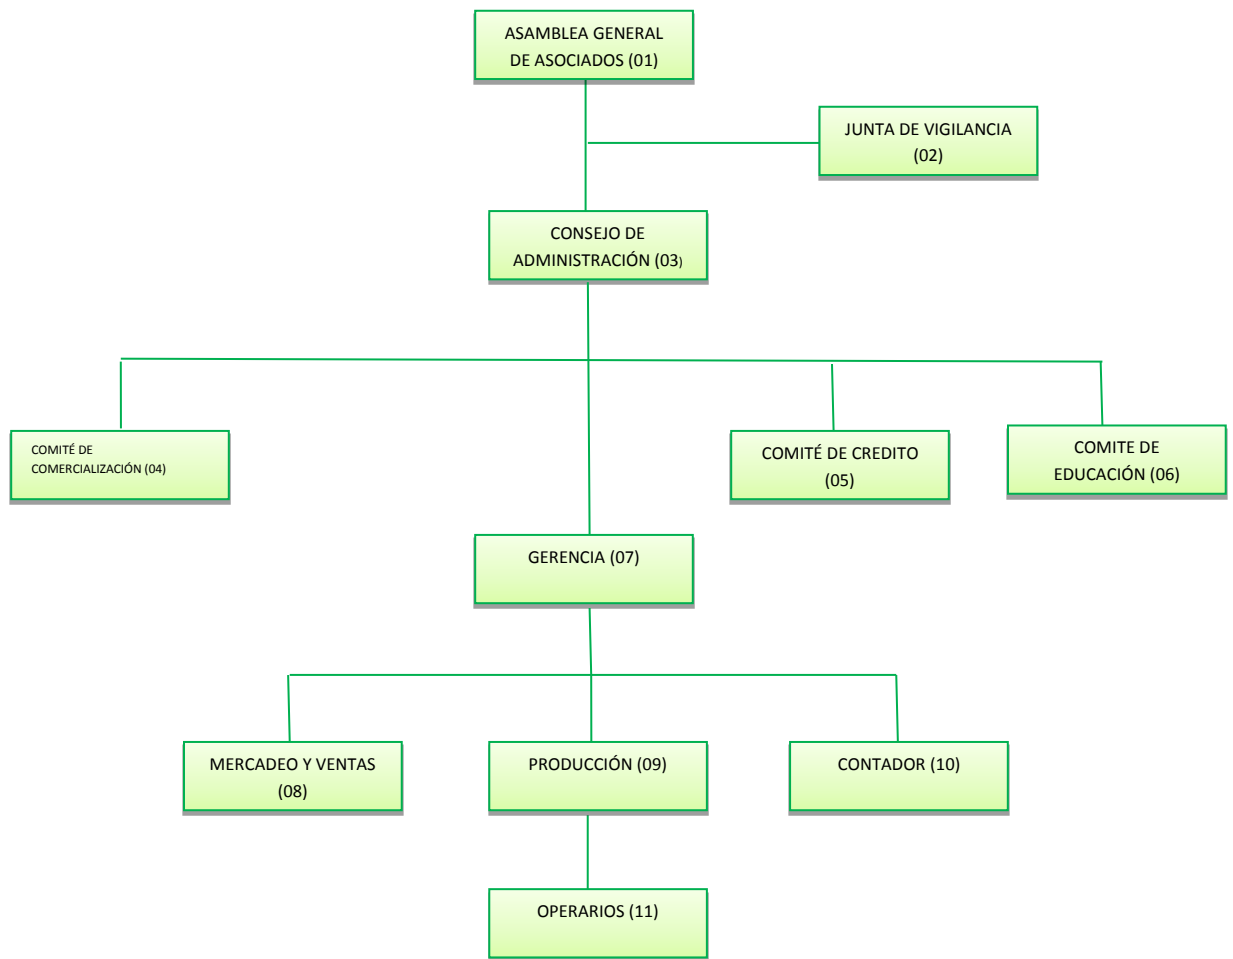 ASAMBLEA GENERAL
DE ASOCIADOS (01)
JUNTA DE VIGILANCIA
(02)
CONSEJO DE
ADMINISTRACIÓN (03)
COMITÉ DE
COMERCIALIZACIÓN (04)
COMITÉ DE CREDITO
(05)
COMITE DE
EDUCACIÓN (06)
GERENCIA (07)
MERCADEO Y VENTAS
(08)
PRODUCCIÓN (09)
CONTADOR (10)
OPERARIOS (11)